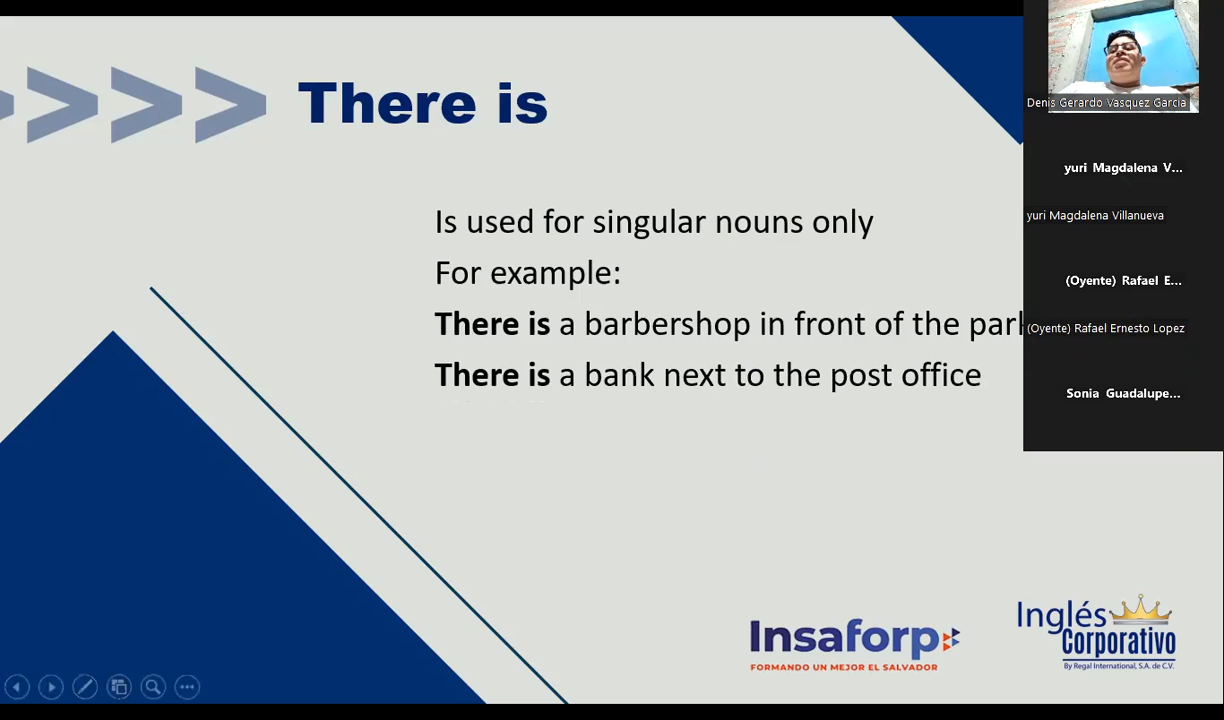 There is
Is used for singular nouns only
For example:
There is a barbershop in front of the
There is a bank next to the post office
Denis Gerardo Vasquez Garcia
yuri Magdalena V...
yuri Magdalena Villanueva
(Oyente) Rafael E...
(Oyente) Rafael Ernesto Lopez
Sonia Guadalupe...
Insaforp
FORMANDO UN MEJOR EL SALVADOR
Inglés
Corporativo
By Regal International, S.A. de C.V.